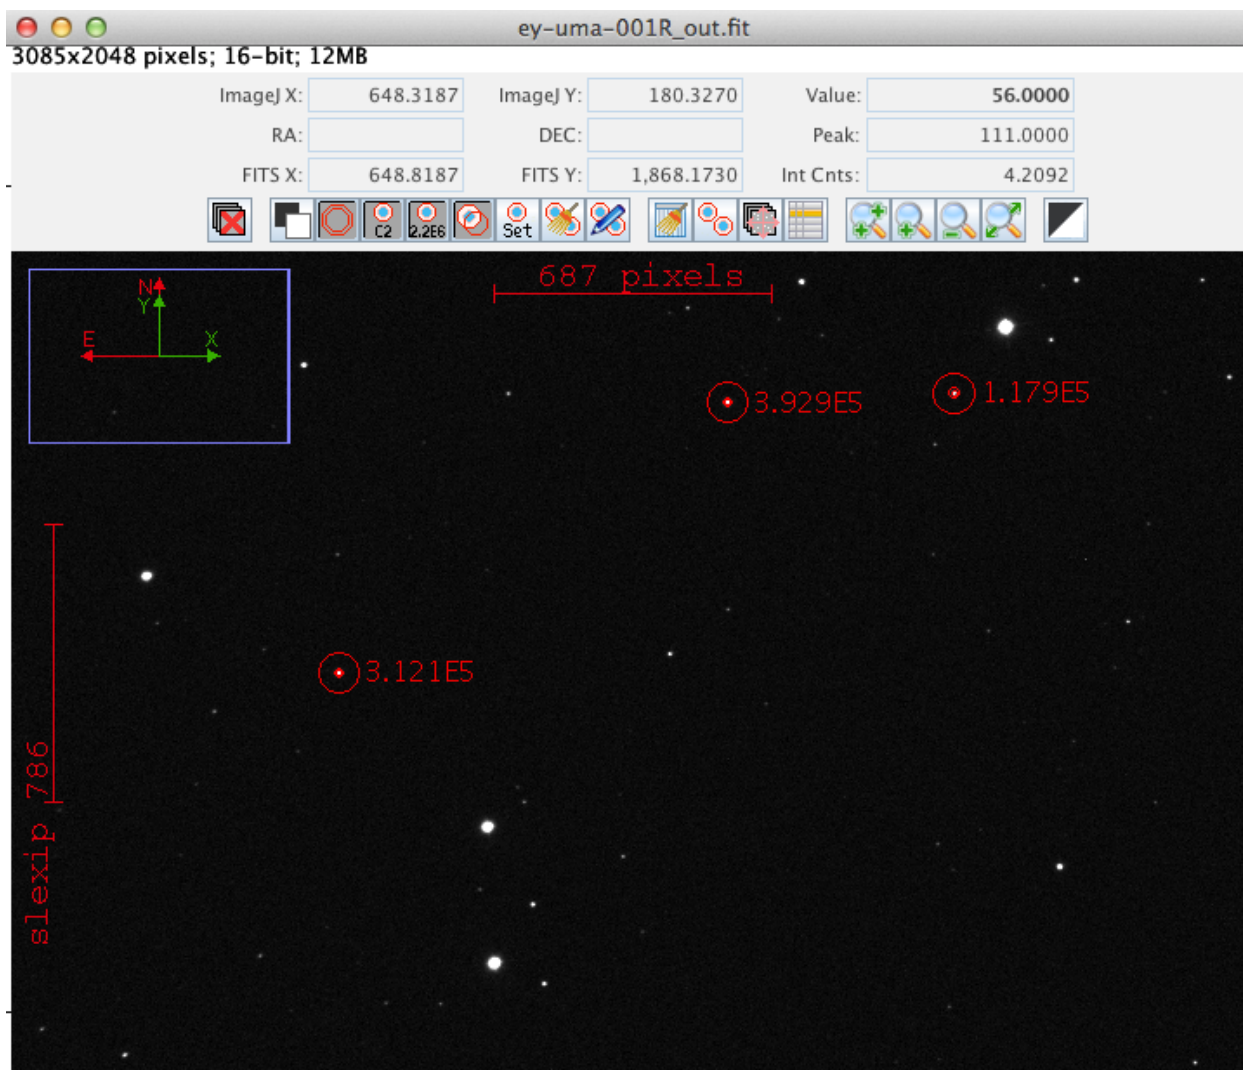 ey-uma-001R_out.fit
3085x2048 pixels; 16-bit; 12MB
ImageJ X: 648.3187 ImageJ Y: 180.3270 Value: 56.0000
RA: DEC: Peak: 111.0000
FITS X: 648.8187 FITS Y: 1,868.1730 Int Cnts: 4.2092
C2 2.2E6 Set
687 pixels
N
Y
E X
3.929E5 1.179E5
3.121E5
786 pixels